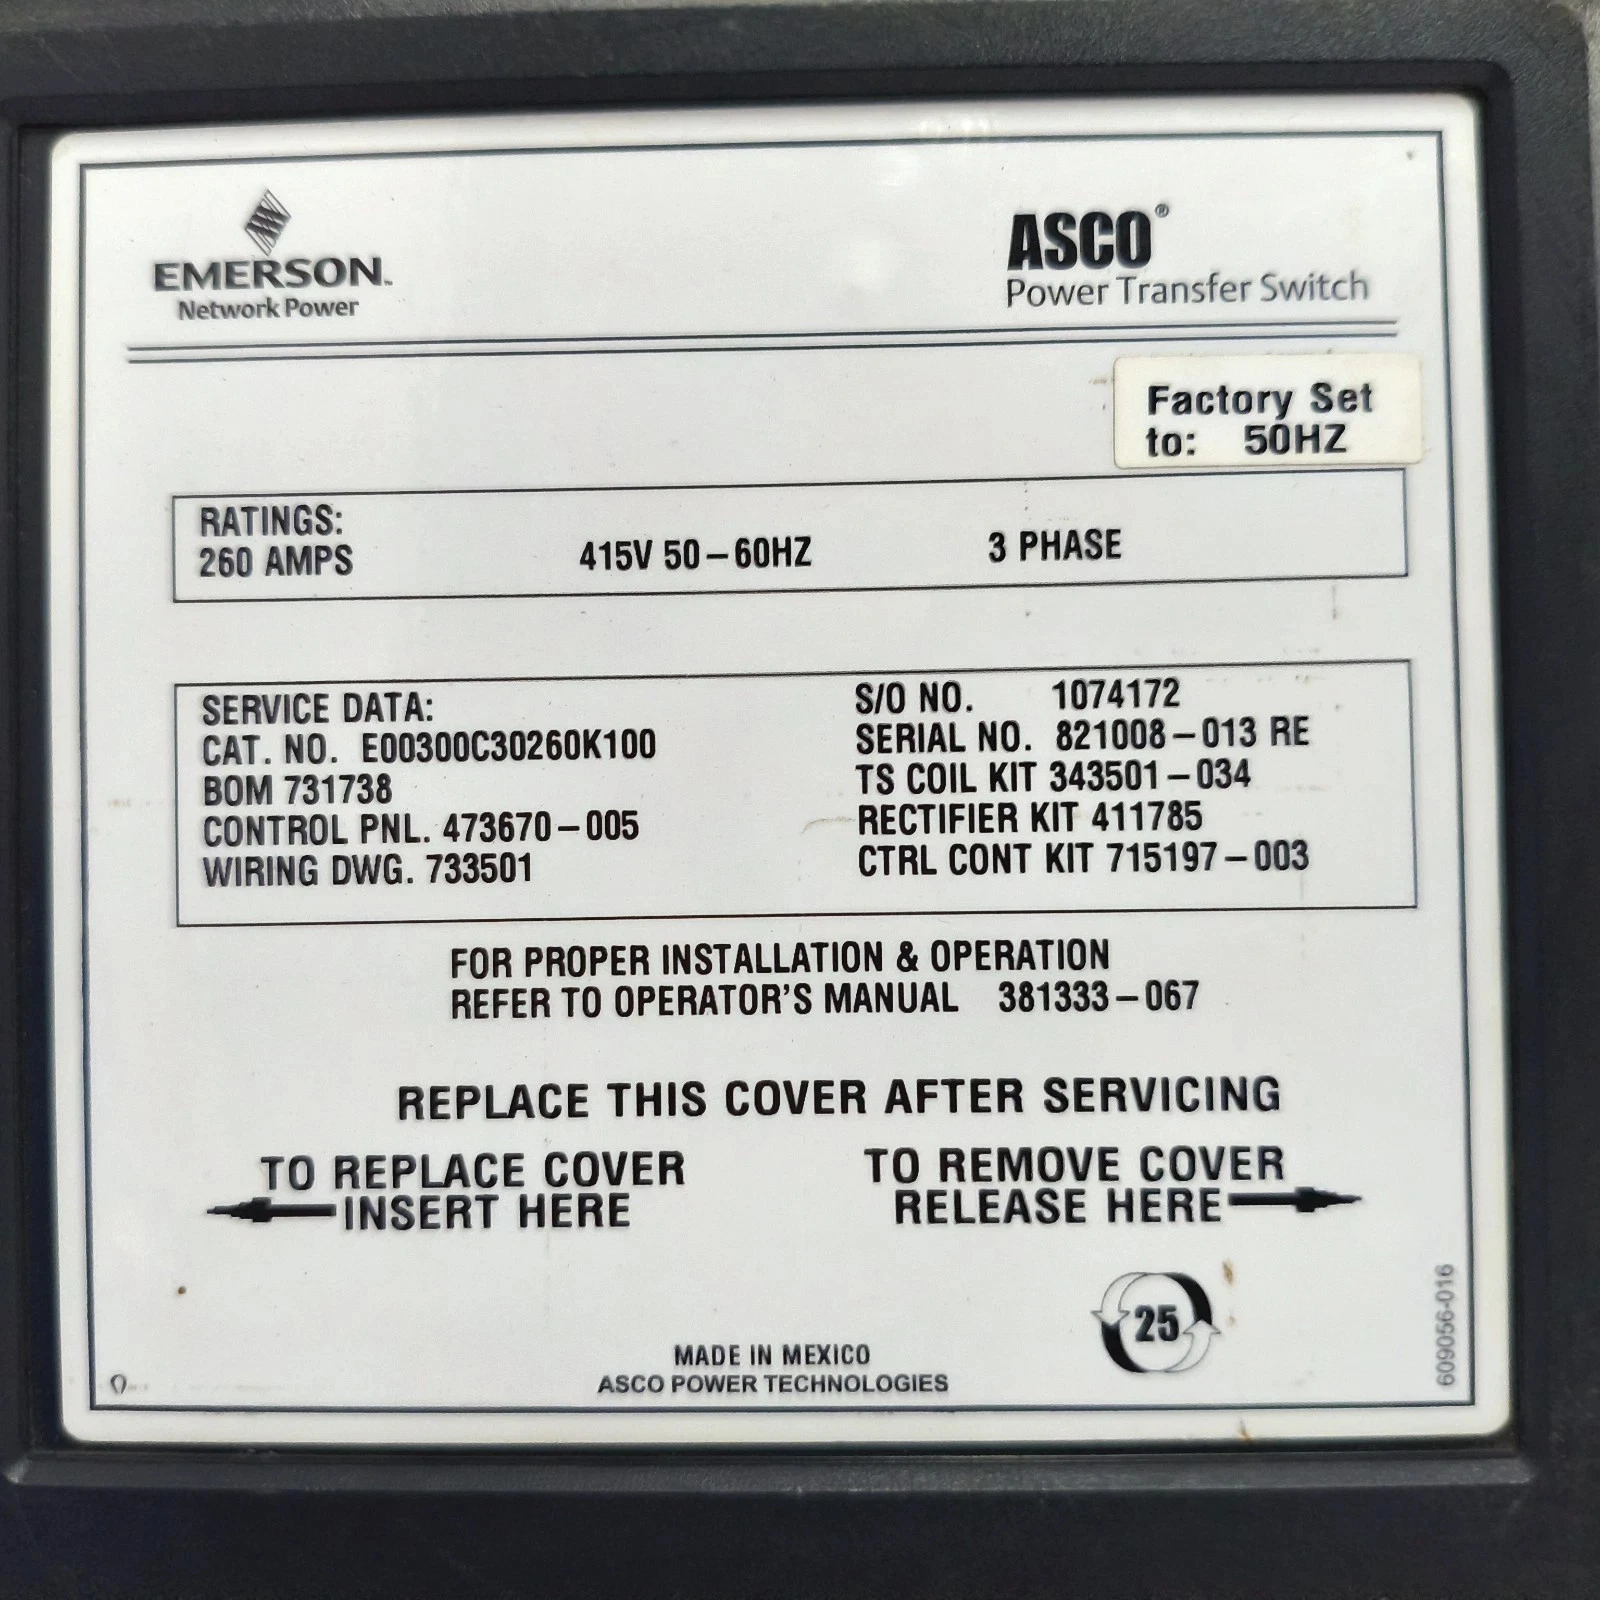 EMERSON™
Network Power
ASCO®
Power Transfer Switch
Factory Set
to: 50HZ
RATINGS:
260 AMPS 415V 50-60HZ 3 PHASE
SERVICE DATA:
CAT. NO. E00300C30260K100
BOM 731738
CONTROL PNL. 473670-005
WIRING DWG. 733501
S/O NO. 1074172
SERIAL NO. 821008-013 RE
TS COIL KIT 343501-034
RECTIFIER KIT 411785
CTRL CONT KIT 715197-003
FOR PROPER INSTALLATION & OPERATION
REFER TO OPERATOR'S MANUAL 381333-067
REPLACE THIS COVER AFTER SERVICING
TO REPLACE COVER
INSERT HERE
TO REMOVE COVER
RELEASE HERE
25
MADE IN MEXICO
ASCO POWER TECHNOLOGIES
609056-016